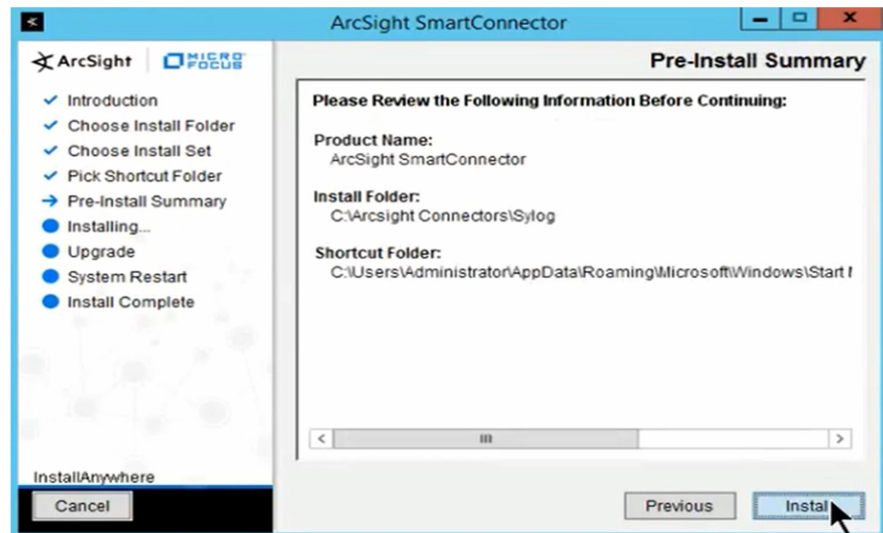 ArcSight SmartConnector
ArcSight MICRO FOCUS
Pre-Install Summary
Introduction
Choose Install Folder
Choose Install Set
Pick Shortcut Folder
Pre-Install Summary
Installing...
Upgrade
System Restart
Install Complete
Please Review the Following Information Before Continuing:
Product Name:
ArcSight SmartConnector
Install Folder:
C:\Arcsight Connectors\Sylog
Shortcut Folder:
C:\Users\Administrator\AppData\Roaming\Microsoft\Windows\Start
InstallAnywhere
Cancel
Previous
Install